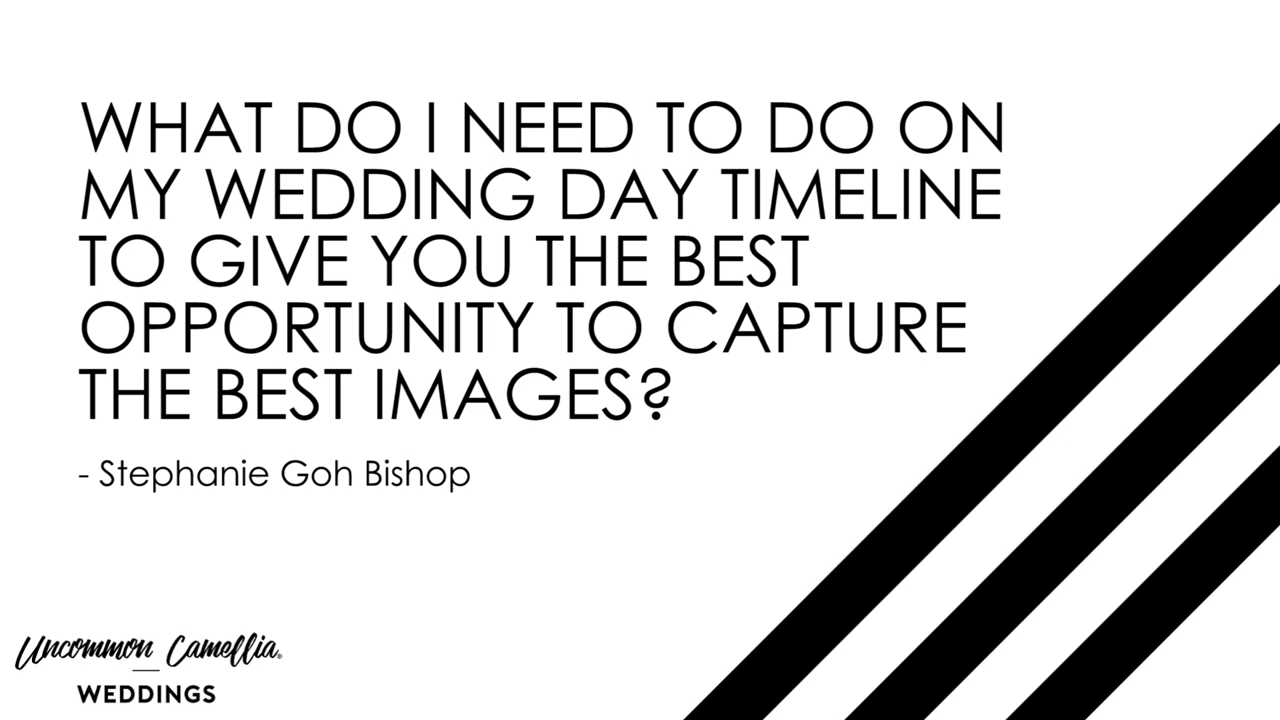 WHAT DO I NEED TO DO ON
MY WEDDING DAY TIMELINE
TO GIVE YOU THE BEST
OPPORTUNITY TO CAPTURE
THE BEST IMAGES?
- Stephanie Goh Bishop
Uncommon Camellia®
WEDDINGS